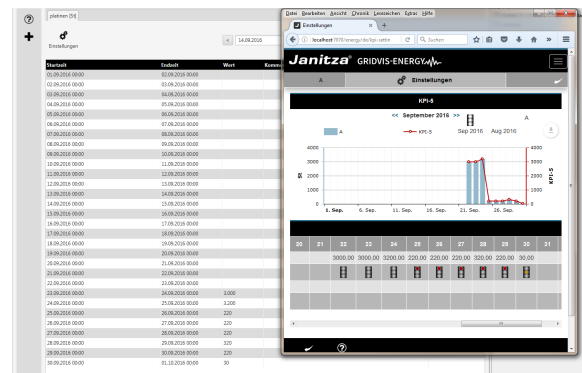 platinen [St]
Einstellungen
<
14.09.2016
Startzeit Endzeit Wert Komm
01.09.2016 00:00 02.09.2016 00:00
02.09.2016 00:00 03.09.2016 00:00
03.09.2016 00:00 04.09.2016 00:00
04.09.2016 00:00 05.09.2016 00:00
05.09.2016 00:00 06.09.2016 00:00
06.09.2016 00:00 07.09.2016 00:00
07.09.2016 00:00 08.09.2016 00:00
08.09.2016 00:00 09.09.2016 00:00
09.09.2016 00:00 10.09.2016 00:00
10.09.2016 00:00 11.09.2016 00:00
11.09.2016 00:00 12.09.2016 00:00
12.09.2016 00:00 13.09.2016 00:00
13.09.2016 00:00 14.09.2016 00:00
14.09.2016 00:00 15.09.2016 00:00
15.09.2016 00:00 16.09.2016 00:00
16.09.2016 00:00 17.09.2016 00:00
17.09.2016 00:00 18.09.2016 00:00
18.09.2016 00:00 19.09.2016 00:00
19.09.2016 00:00 20.09.2016 00:00
20.09.2016 00:00 21.09.2016 00:00
21.09.2016 00:00 22.09.2016 00:00
22.09.2016 00:00 23.09.2016 00:00
23.09.2016 00:00 24.09.2016 00:00 3.000
24.09.2016 00:00 25.09.2016 00:00 3.200
25.09.2016 00:00 26.09.2016 00:00 220
26.09.2016 00:00 27.09.2016 00:00 220
27.09.2016 00:00 28.09.2016 00:00 220
28.09.2016 00:00 29.09.2016 00:00 320
29.09.2016 00:00 30.09.2016 00:00 220
30.09.2016 00:00 01.10.2016 00:00 30
Datei Bearbeiten Ansicht Chronik Lesezeichen Extras Hilfe
Einstellungen × +
localhost:7070/energy/de/kpi-settin
Suchen
Janitza® GRIDVIS-ENERGY
A Einstellungen
KPI-5
<< September 2016 >> A
A KPI-5 Sep 2016 Aug 2016
4000 4000
3000 3000
2000 2000
1000 1000
0 0
St
KPI-5
1. Sep. 6. Sep. 11. Sep. 16. Sep. 21. Sep. 26. Sep.
20 21 22 23 24 25 26 27 28 29 30 31
3000,00 3000,00 3200,00 220,00 220,00 220,00 320,00 220,00 30,00